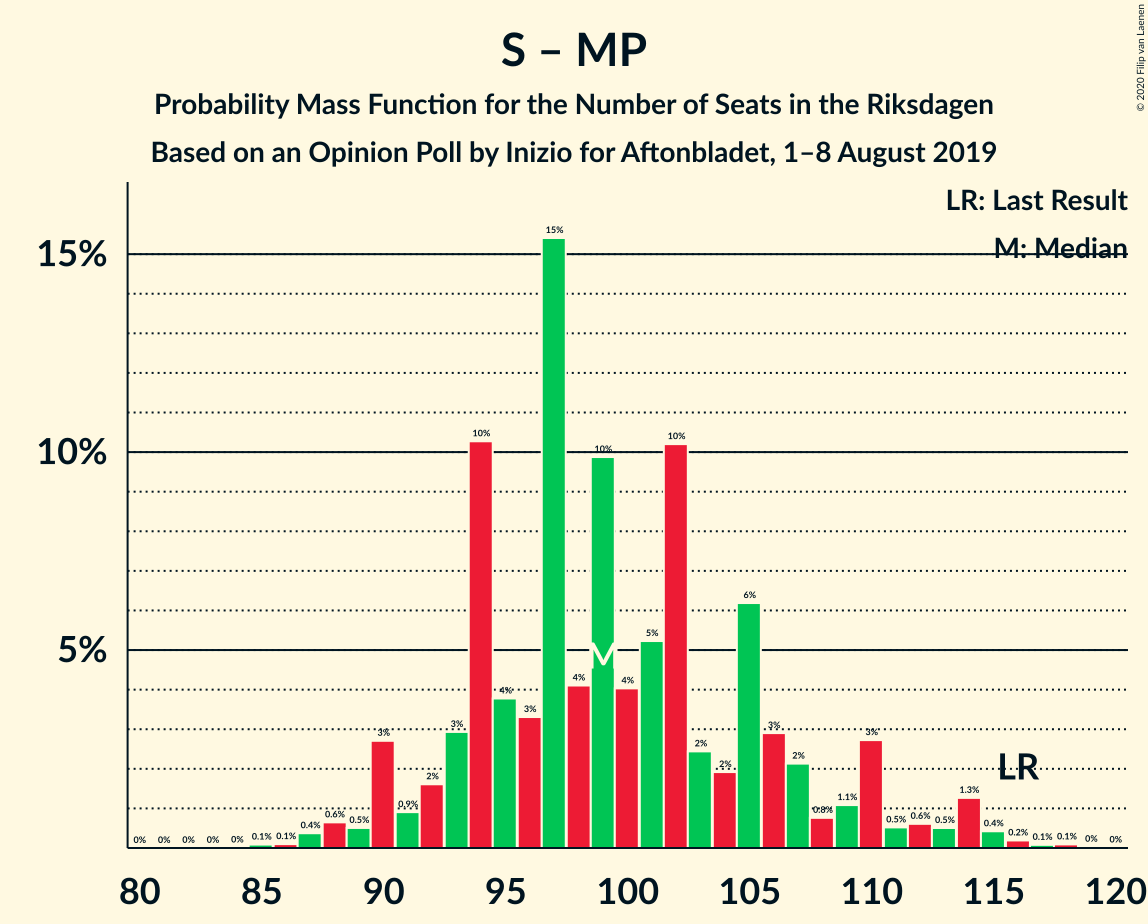 S – MP
Probability Mass Function for the Number of Seats in the Riksdagen
Based on an Opinion Poll by Inizio for Aftonbladet, 1–8 August 2019
© 2020 Filip van Laenen
LR: Last Result
M: Median
15%
10%
5%
0% 0% 0% 0% 0% 0.1% 0.1% 0.4% 0.6% 0.5% 3% 0.9% 2% 3% 10% 4% 3% 15% 4% 10% 4% 5% 10% 2% 2% 6% 3% 2% 0.8% 1.1% 3% 0.5% 0.6% 0.5% 1.3% 0.4% 0.2% 0.1% 0.1% 0% 0%
M
LR
80 85 90 95 100 105 110 115 120